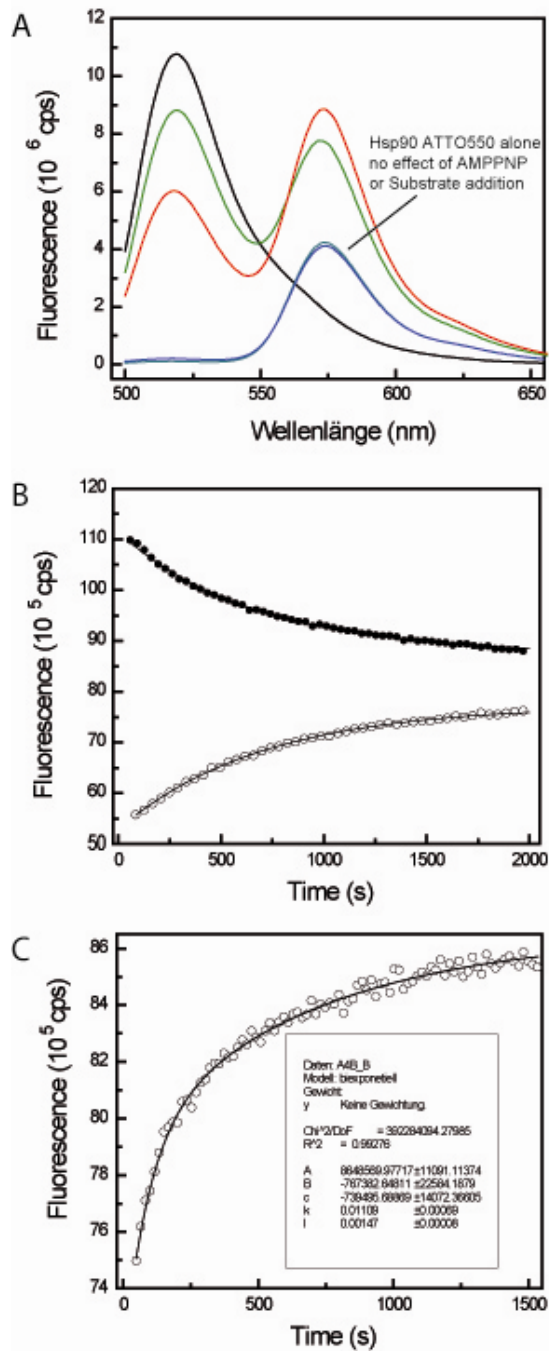 A
Fluorescence (10 ⁶ cps)
12
10
8
6
4
2
0
Hsp90 ATTO550 alone
no effect of AMPPNP
or Substrate addition
500 550 600 650
Wellenlänge (nm)
B
Fluorescence (10 ⁵ cps)
120
110
100
90
80
70
60
50
0 500 1000 1500 2000
Time (s)
C
Fluorescence (10 ⁵ cps)
86
84
82
80
78
76
74
Daten: A4B_B
Modell: biexponetiell
Gewicht:
y Keine Gewichtung.
Chi^2/DoF = 392284094.27985
R^2 = 0.99276
A 8648569.97717 ±11091.11374
B -767382.64811 ±22584.1879
c -739495.68869 ±14072.36605
k 0.01109 ±0.00069
l 0.00147 ±0.00008
0 500 1000 1500
Time (s)